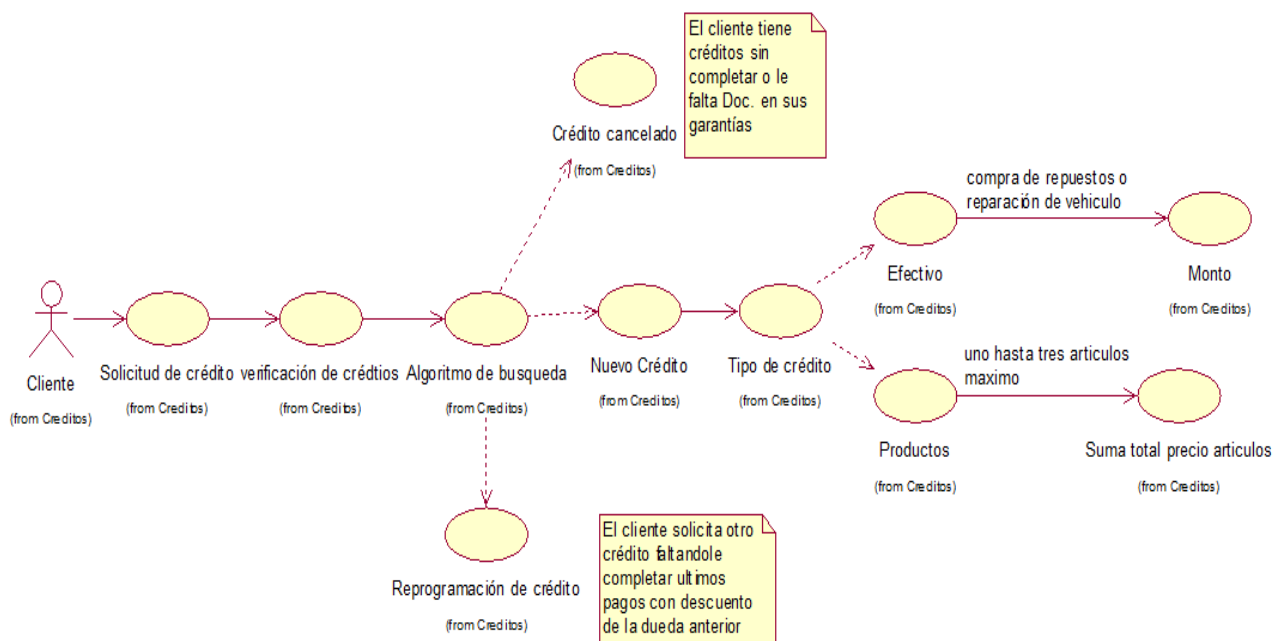 El cliente tiene
créditos sin
completar o le
falta Doc. en sus
garantías
Crédito cancelado
(from Creditos)
compra de repuestos o
reparación de vehiculo
Efectivo
(from Creditos)
Monto
(from Creditos)
Cliente
(from Creditos)
Solicitud de crédito
(from Creditos)
verificación de crédtios
(from Creditos)
Algoritmo de busqueda
(from Creditos)
Nuevo Crédito
(from Creditos)
Tipo de crédito
(from Creditos)
uno hasta tres articulos
maximo
Productos
(from Creditos)
Suma total precio articulos
(from Creditos)
Reprogramación de crédito
(from Creditos)
El cliente solicita otro
crédito faltandole
completar ultimos
pagos con descuento
de la dueda anterior